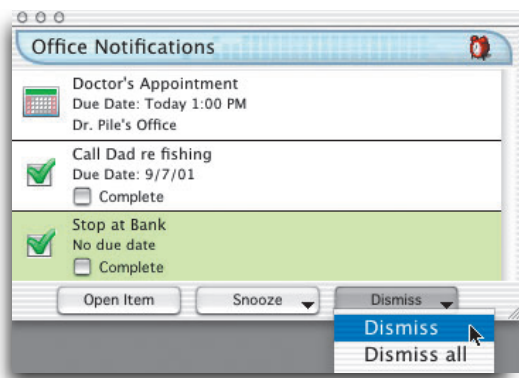 Office Notifications
Doctor's Appointment
Due Date: Today 1:00 PM
Dr. Pile's Office
Call Dad re fishing
Due Date: 9/7/01
Complete
Stop at Bank
No due date
Complete
Open Item Snooze Dismiss
Dismiss
Dismiss all